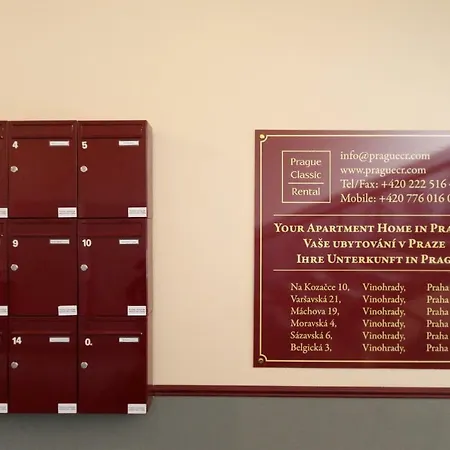 4
5
9
10
14
0.
Prague
Classic
Rental
info@praguecr.com
www.praguecr.com
Tel/Fax: +420 222 516
Mobile: +420 776 016
YOUR APARTMENT HOME IN PRA
VAŠE UBYTOVÁNÍ V PRAZE
IHRE UNTERKUNFT IN PRAG
Na Kozačce 10, Vinohrady, Praha
Varšavská 21, Vinohrady, Praha
Máchova 19, Vinohrady, Praha
Moravská 4, Vinohrady, Praha
Sázavská 6, Vinohrady, Praha
Belgická 3, Vinohrady, Praha